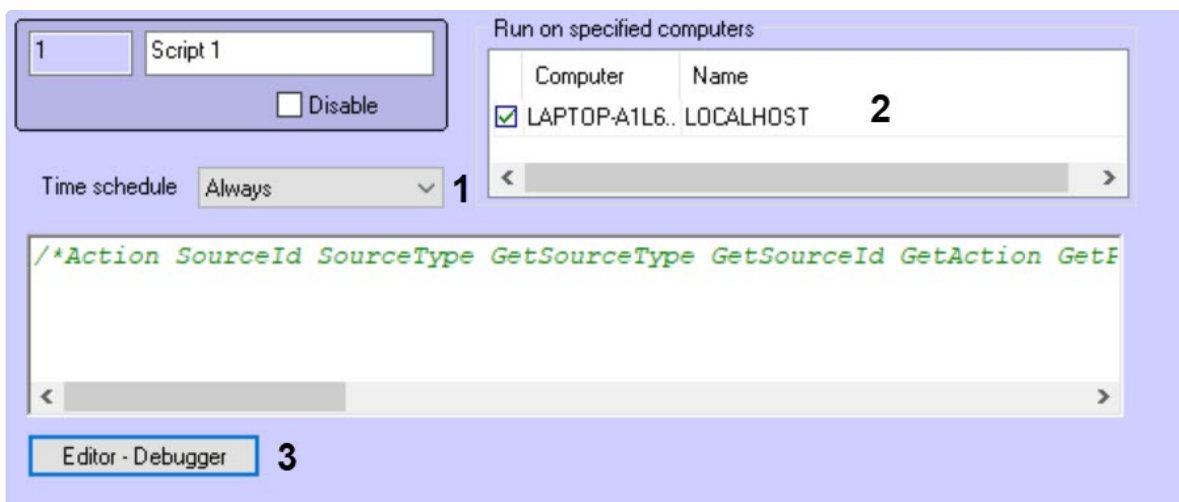 1 Script 1
Disable
Run on specified computers
Computer Name
LAPTOP-A1L6.. LOCALHOST 2
Time schedule Always 1
/*Action SourceId SourceType GetSourceType GetSourceId GetAction
Editor - Debugger 3